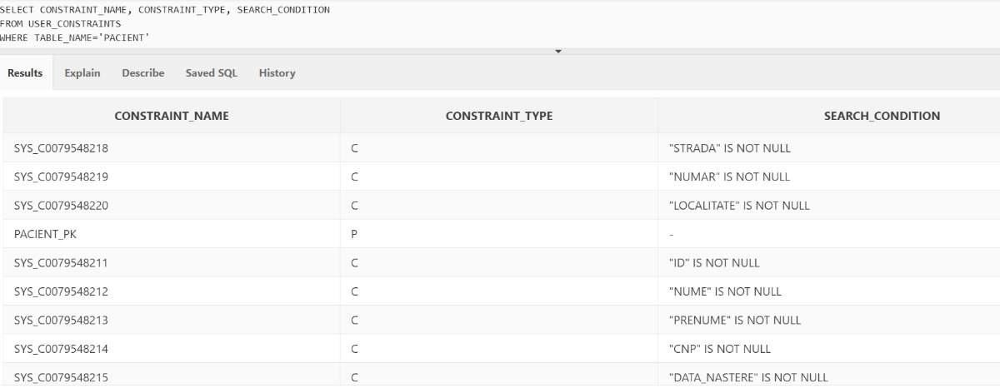 SELECT CONSTRAINT_NAME, CONSTRAINT_TYPE, SEARCH_CONDITION
FROM USER_CONSTRAINTS
WHERE TABLE_NAME='PACIENT'
Results Explain Describe Saved SQL History
CONSTRAINT_NAME CONSTRAINT_TYPE SEARCH_CONDITION
SYS_C0079548218 C "STRADA" IS NOT NULL
SYS_C0079548219 C "NUMAR" IS NOT NULL
SYS_C0079548220 C "LOCALITATE" IS NOT NULL
PACIENT_PK P -
SYS_C0079548211 C "ID" IS NOT NULL
SYS_C0079548212 C "NUME" IS NOT NULL
SYS_C0079548213 C "PRENUME" IS NOT NULL
SYS_C0079548214 C "CNP" IS NOT NULL
SYS_C0079548215 C "DATA_NASTERE" IS NOT NULL